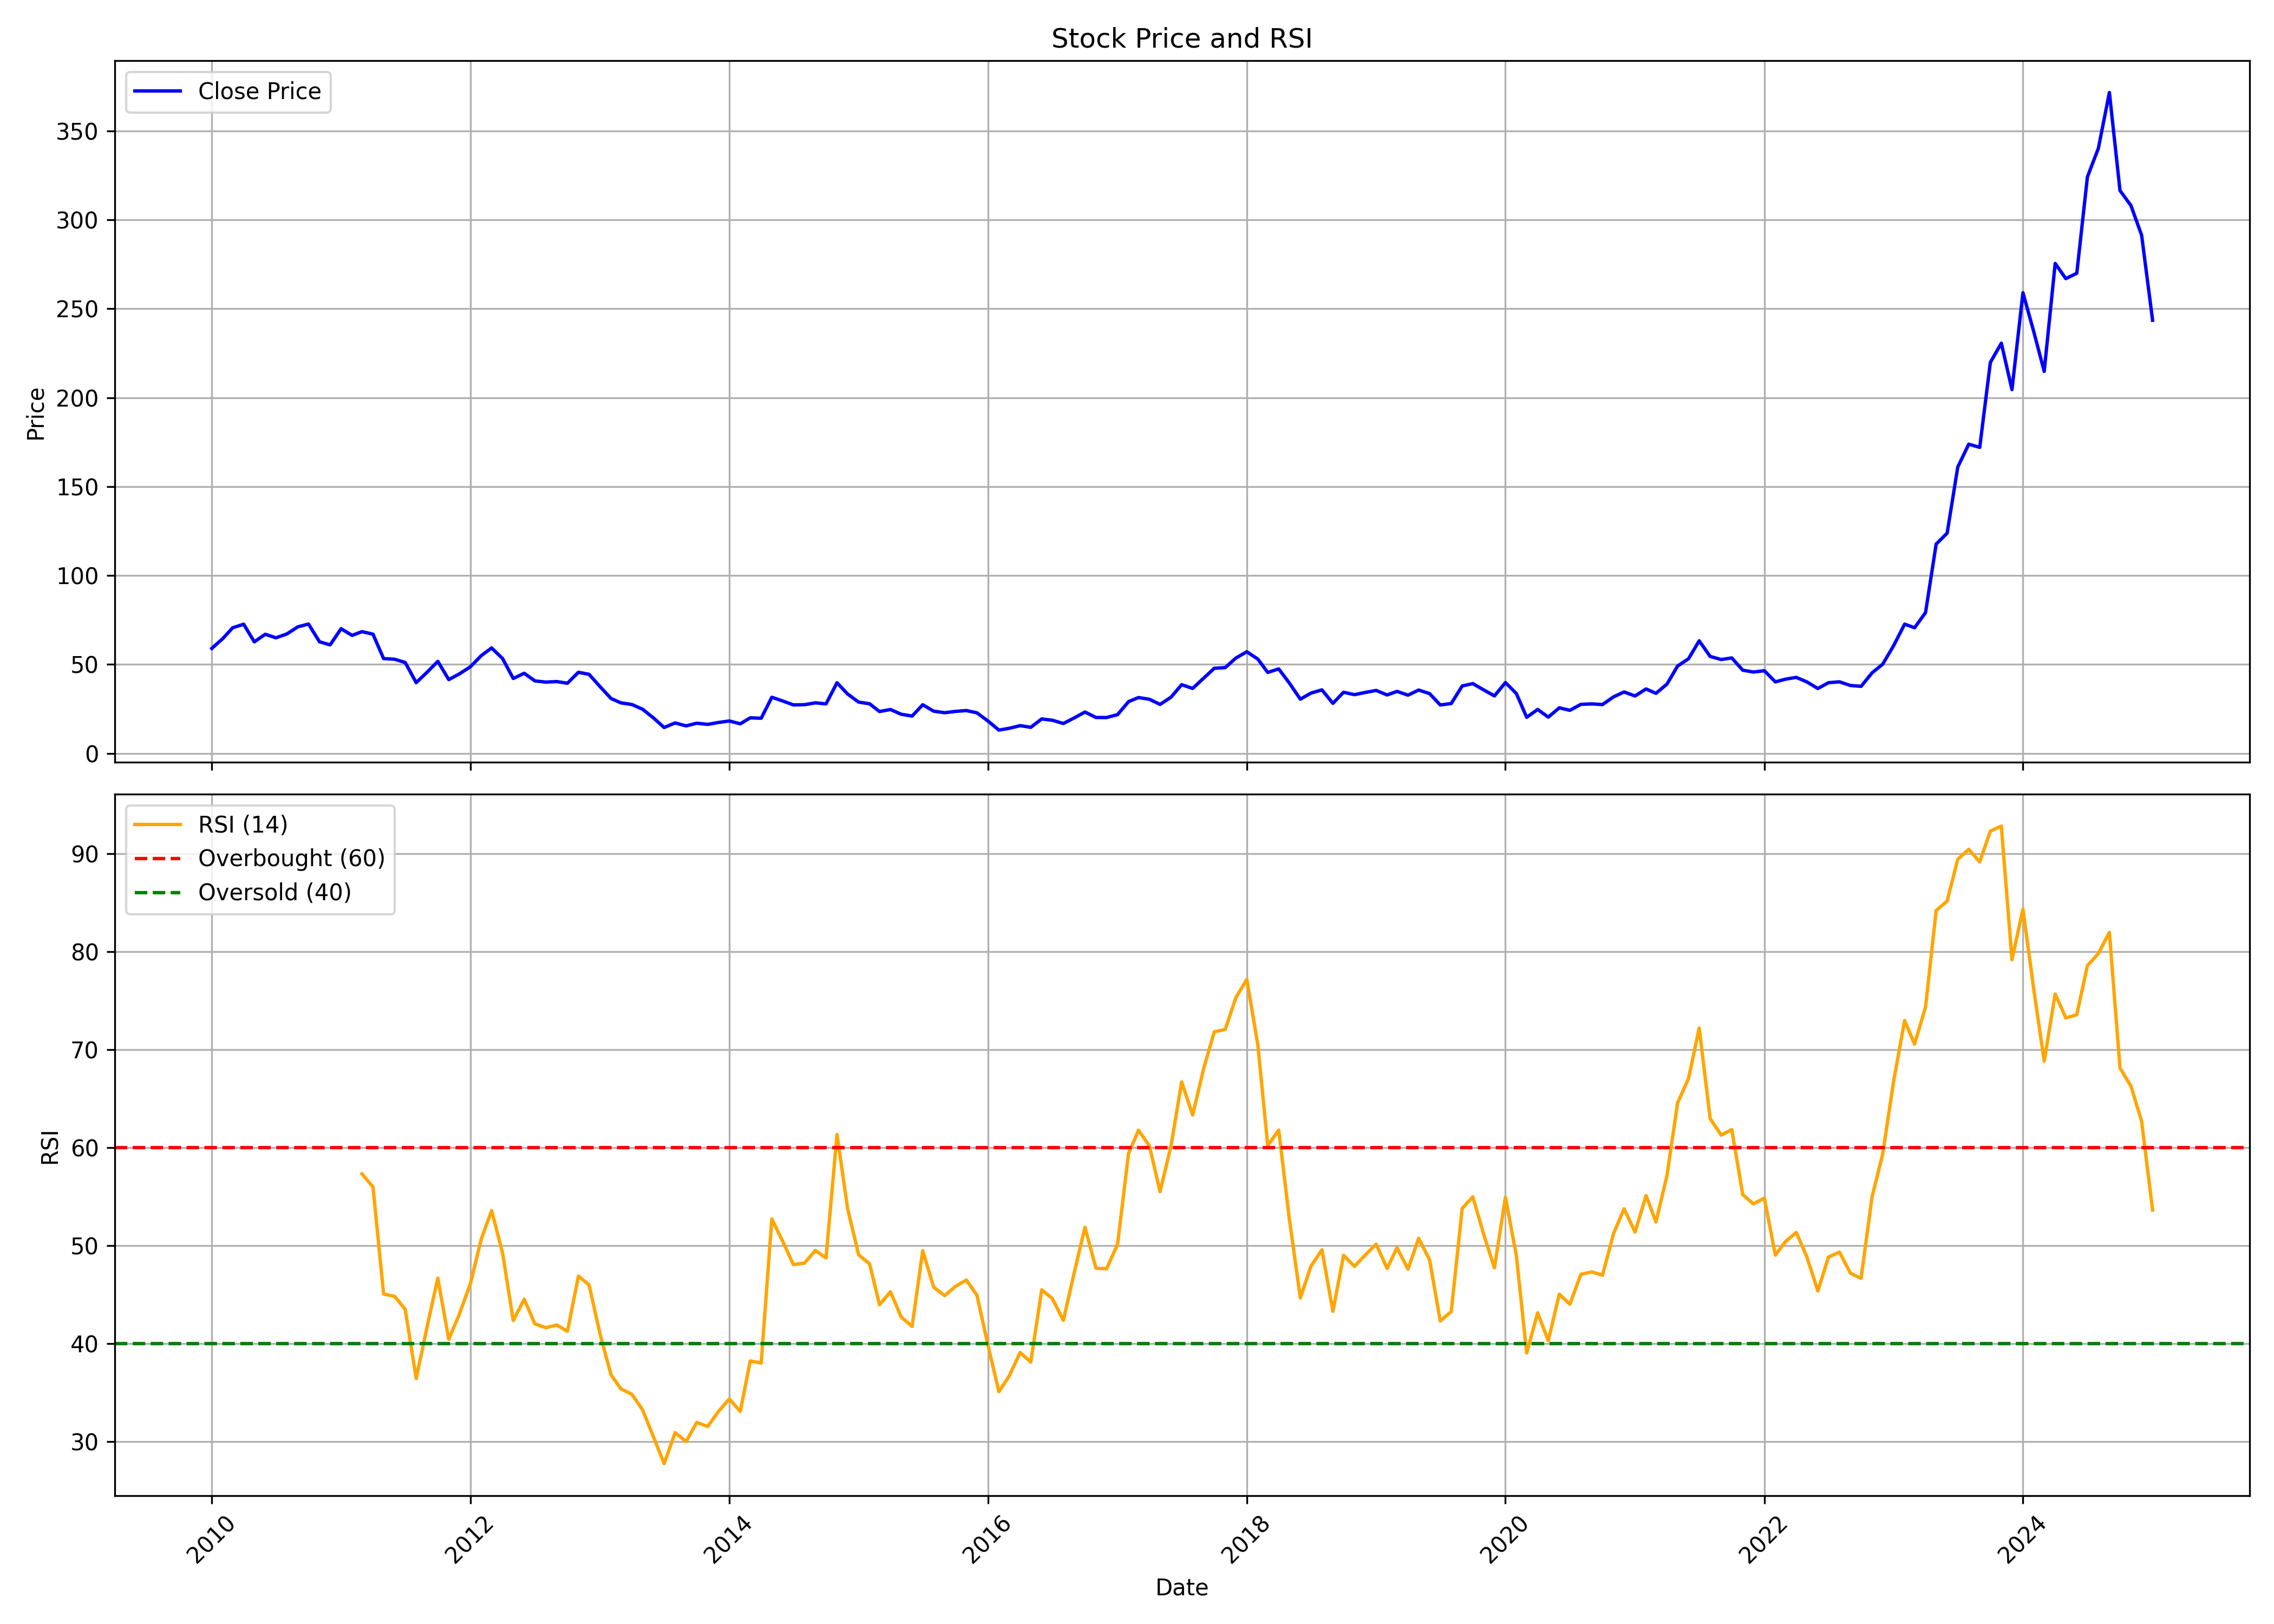 Stock Price and RSI
Close Price
350
300
250
200
150
100
50
0
Price
RSI (14)
Overbought (60)
Oversold (40)
90
80
70
60
50
40
30
RSI
2010
2012
2014
2016
2018
2020
2022
2024
Date